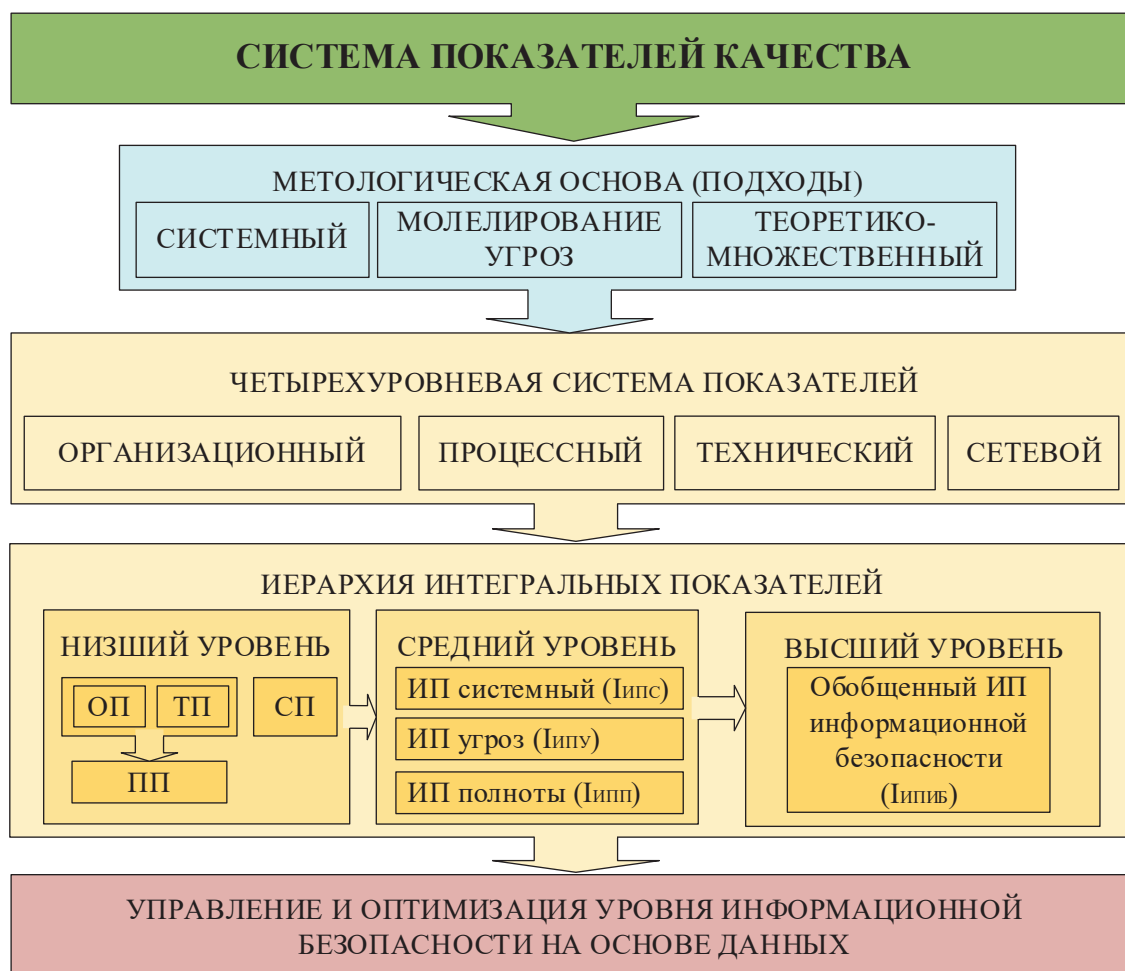 СИСТЕМА ПОКАЗАТЕЛЕЙ КАЧЕСТВА
МЕТОЛОГИЧЕСКАЯ ОСНОВА (ПОДХОДЫ)
СИСТЕМНЫЙ
МОЛЕЛИРОВАНИЕ
УГРОЗ
ТЕОРЕТИКО-
МНОЖЕСТВЕННЫЙ
ЧЕТЫРЕХУРОВНЕВАЯ СИСТЕМА ПОКАЗАТЕЛЕЙ
ОРГАНИЗАЦИОННЫЙ
ПРОЦЕССНЫЙ
ТЕХНИЧЕСКИЙ
СЕТЕВОЙ
ИЕРАРХИЯ ИНТЕГРАЛЬНЫХ ПОКАЗАТЕЛЕЙ
НИЗШИЙ УРОВЕНЬ
ОП
ТП
СП
ПП
СРЕДНИЙ УРОВЕНЬ
ИП системный (Iипс)
ИП угроз (Iипу)
ИП полноты (Iипп)
ВЫСШИЙ УРОВЕНЬ
Обобщенный ИП
информационной
безопасности
(Iипиб)
УПРАВЛЕНИЕ И ОПТИМИЗАЦИЯ УРОВНЯ ИНФОРМАЦИОННОЙ
БЕЗОПАСНОСТИ НА ОСНОВЕ ДАННЫХ